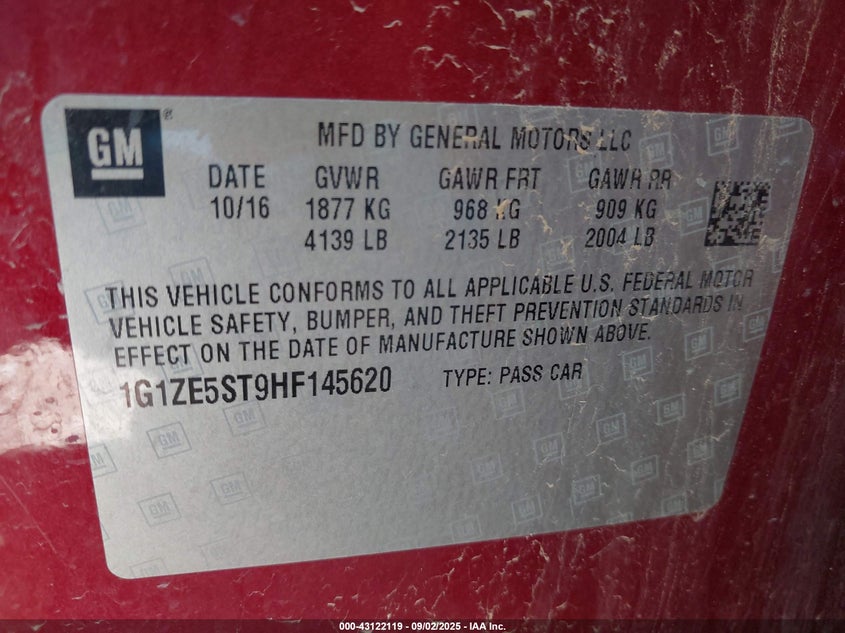 GM®
MFD BY GENERAL MOTORS LLC
DATE GVWR GAWR FRT GAWR RR
10/16 1877 KG 968 KG 909 KG
4139 LB 2135 LB 2004 LB
THIS VEHICLE CONFORMS TO ALL APPLICABLE U.S. FEDERAL MOTOR
VEHICLE SAFETY, BUMPER, AND THEFT PREVENTION STANDARDS IN
EFFECT ON THE DATE OF MANUFACTURE SHOWN ABOVE.
1G1ZE5ST9HF145620 TYPE: PASS CAR
000-43122119 - 09/02/2025 - IAA Inc.